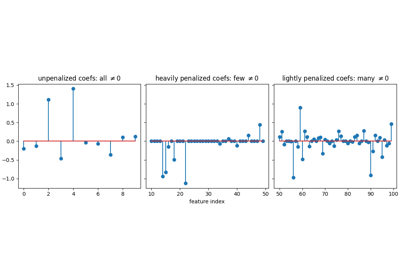 unpenalized coefs: all ≠0 heavily penalized coefs: few ≠0 lightly penalized coefs: many ≠0
1.5
1.0
0.5
0.0
−0.5
−1.0
0 2 4 6 8 10 20 30 40 50 50 60 70 80 90 100
feature index